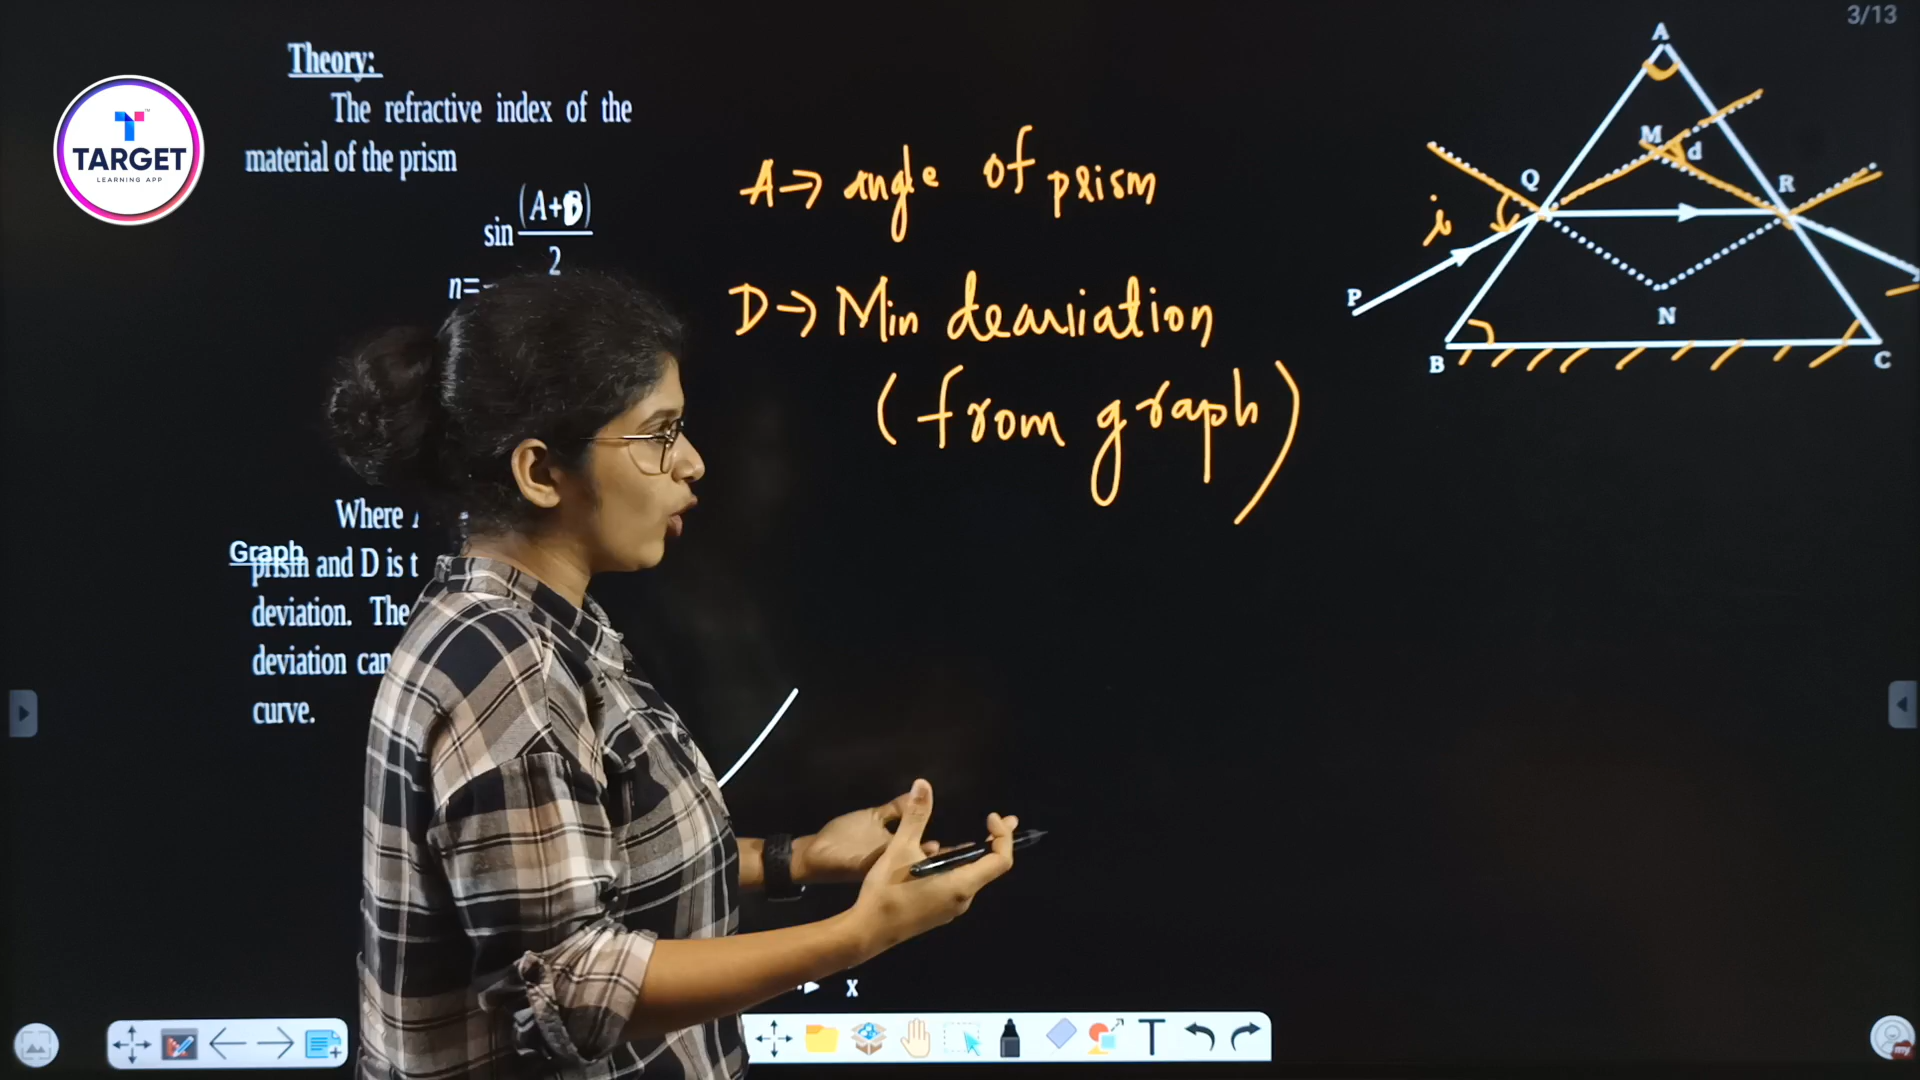 3/13
Theory:
The refractive index of the
material of the prism
sin (A+D)
2
n=
TARGET
LEARNING APP
A→ angle of prism
D→ Min deaviation
(from graph)
A
M
d
Q
R
i
P
N
B
C
Where
Graph
prism and D is t
deviation. The
deviation can
curve.
X
T